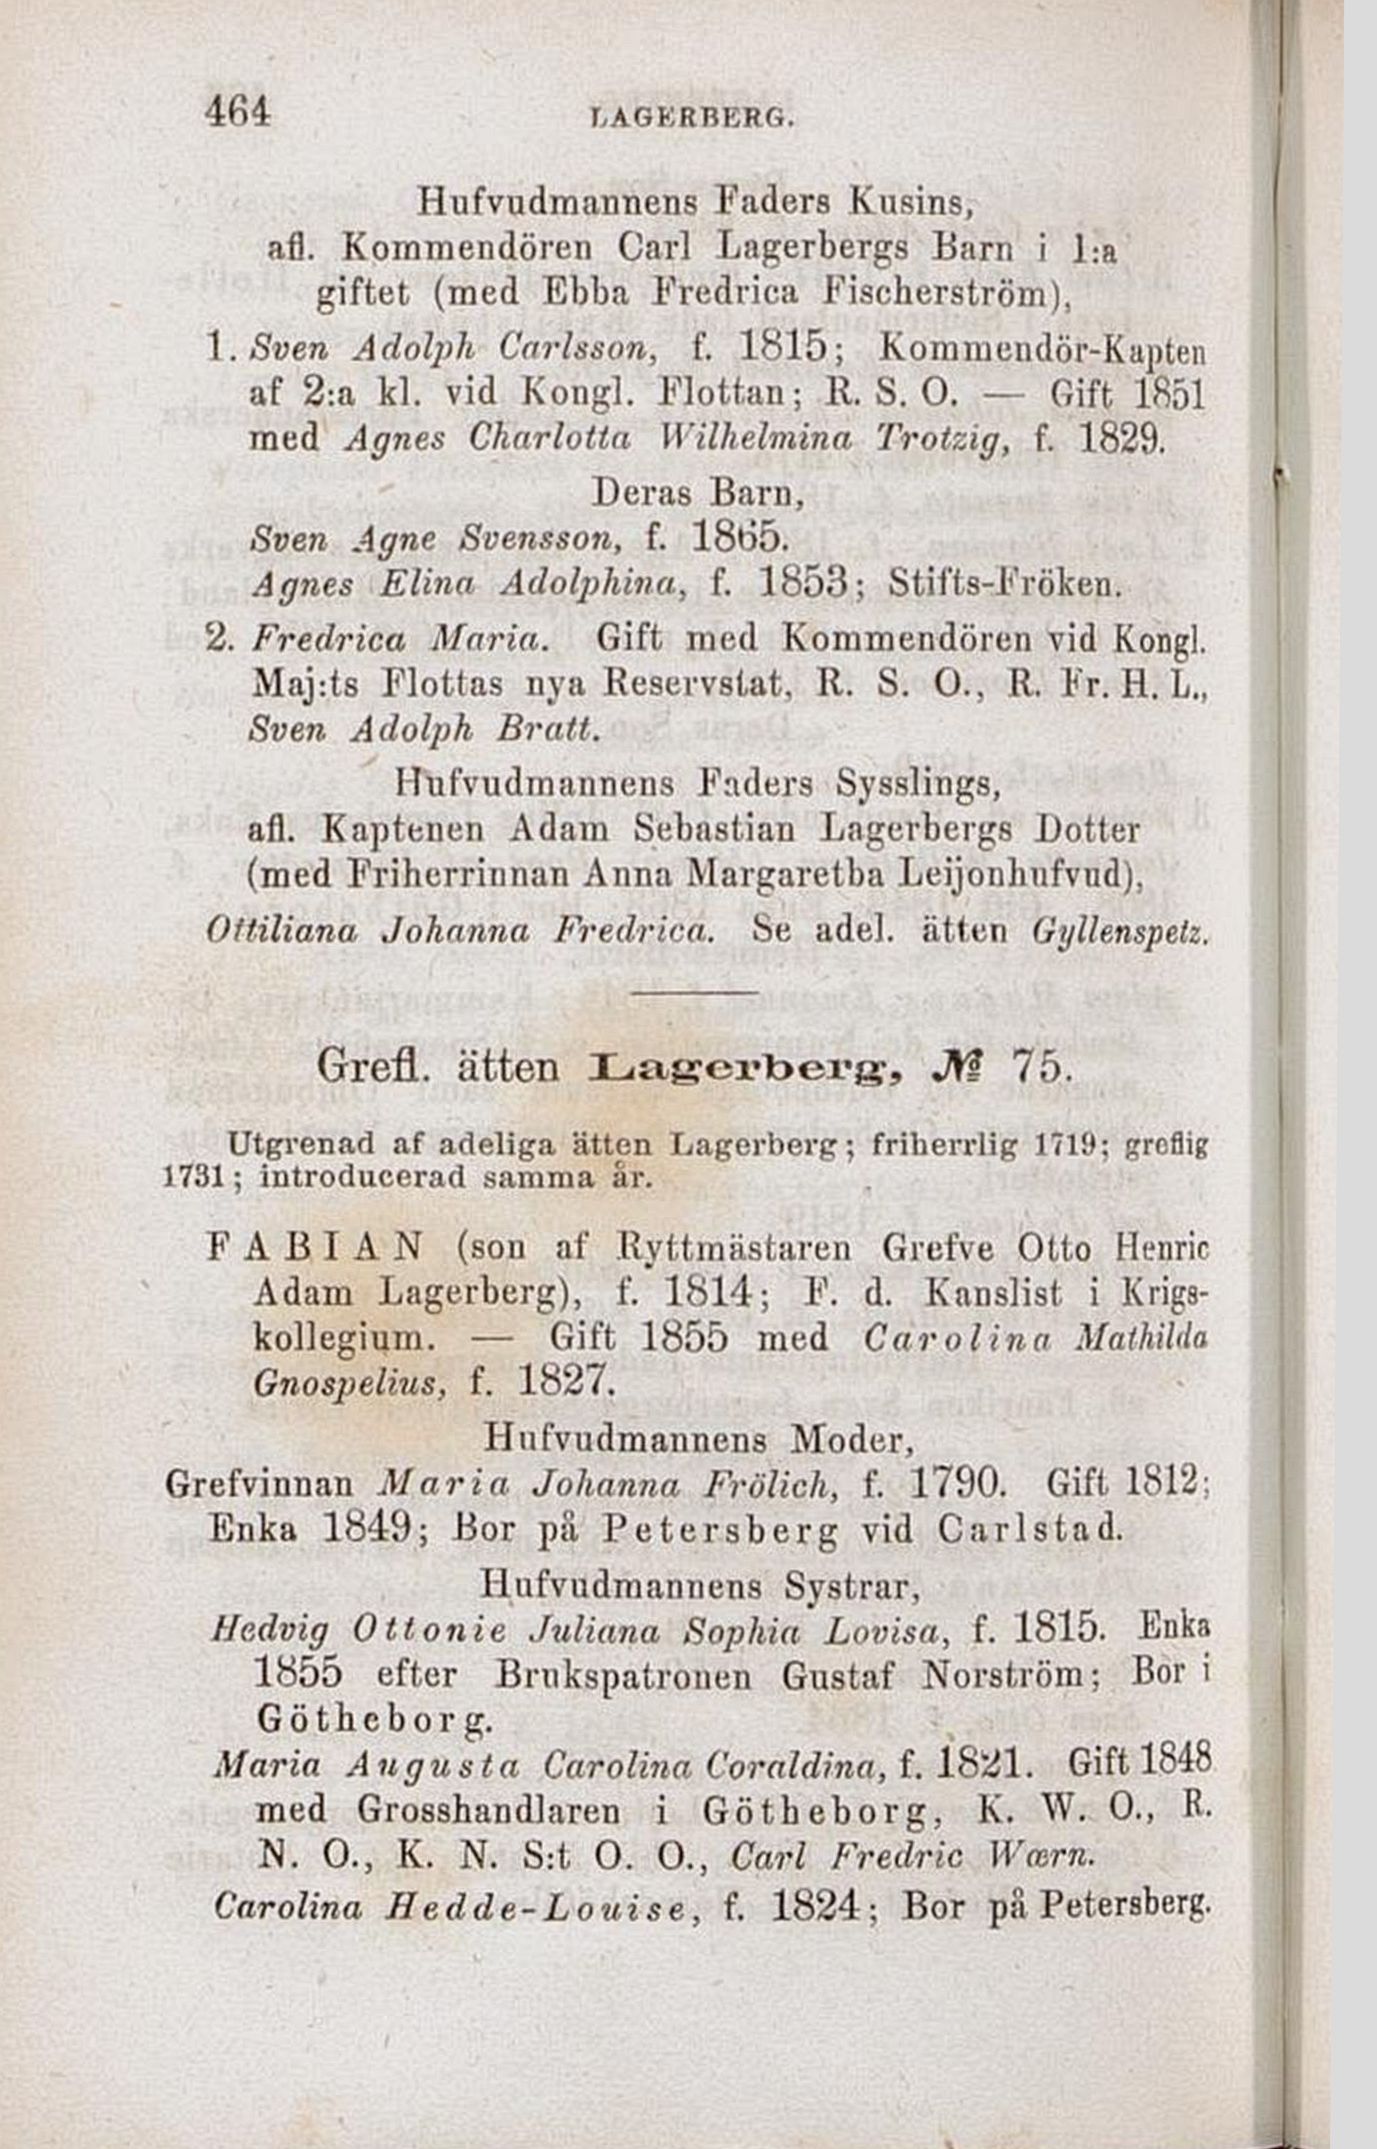 464 LAGERBERG.
Hufvudmannens Faders Kusins,
afl. Kommendören Carl Lagerbergs Barn i 1:a
giftet (med Ebba Fredrica Fischerström),
1. Sven Adolph Carlsson, f. 1815; Kommendör-Kapten
af 2:a kl. vid Kongl. Flottan; R. S. O. — Gift 1851
med Agnes Charlotta Wilhelmina Trotzig, f. 1829.
Deras Barn,
Sven Agne Svensson, f. 1865.
Agnes Elina Adolphina, f. 1853; Stifts-Fröken.
2. Fredrica Maria. Gift med Kommendören vid Kongl.
Maj:ts Flottas nya Reservstat, R. S. O., R. Fr. H. L.,
Sven Adolph Bratt.
Hufvudmannens Faders Sysslings,
afl. Kaptenen Adam Sebastian Lagerbergs Dotter
(med Friherrinnan Anna Margaretha Leijonhufvud),
Ottiliana Johanna Fredrica. Se adel. ätten Gyllenspetz.
Grefl. ätten Lagerberg, № 75.
Utgrenad af adeliga ätten Lagerberg; friherrlig 1719; greflig
1731; introducerad samma år.
FABIAN (son af Ryttmästaren Grefve Otto Henric
Adam Lagerberg), f. 1814; F. d. Kanslist i Krigs-
kollegium. — Gift 1855 med Carolina Mathilda
Gnospelius, f. 1827.
Hufvudmannens Moder,
Grefvinnan Maria Johanna Frölich, f. 1790. Gift 1812;
Enka 1849; Bor på Petersberg vid Carlstad.
Hufvudmannens Systrar,
Hedvig Ottonie Juliana Sophia Lovisa, f. 1815. Enka
1855 efter Brukspatronen Gustaf Norström; Bor i
Götheborg.
Maria Augusta Carolina Coraldina, f. 1821. Gift 1848
med Grosshandlaren i Götheborg, K. W. O., R.
N. O., K. N. S:t O. O., Carl Fredric Wærn.
Carolina Hedde-Louise, f. 1824; Bor på Petersberg.